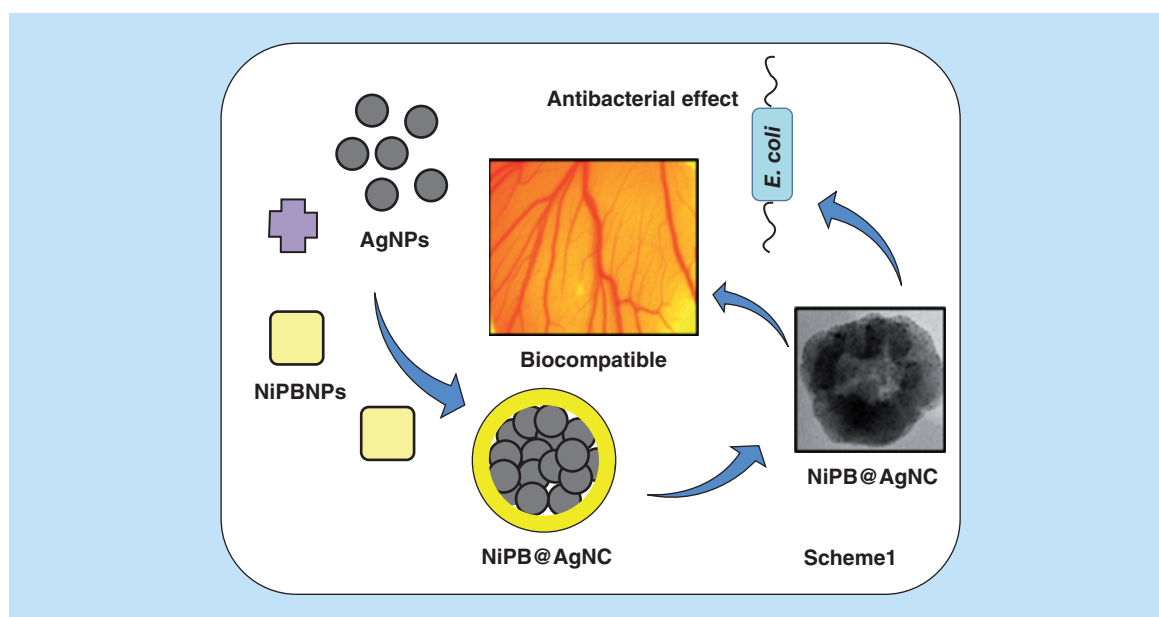 Antibacterial effect
E. coli
AgNPs
NiPBNPs
Biocompatible
NiPB@AgNC
NiPB@AgNC
Scheme1